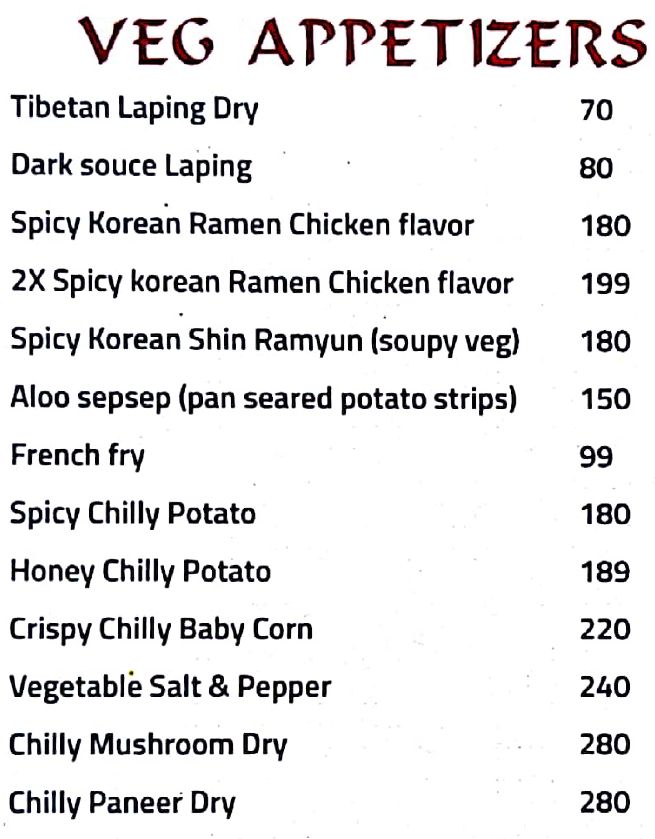 VEG APPETIZERS
Tibetan Laping Dry 70
Dark souce Laping 80
Spicy Korean Ramen Chicken flavor 180
2X Spicy korean Ramen Chicken flavor 199
Spicy Korean Shin Ramyun (soupy veg) 180
Aloo sepsep (pan seared potato strips) 150
French fry 99
Spicy Chilly Potato 180
Honey Chilly Potato 189
Crispy Chilly Baby Corn 220
Vegetable Salt & Pepper 240
Chilly Mushroom Dry 280
Chilly Paneer Dry 280